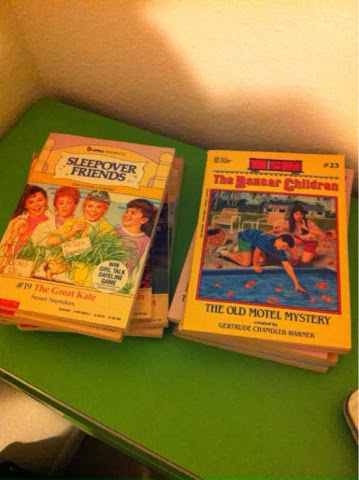 SLEEPOVER
FRIENDS
WIN
GIRL TALK
DATELINE
GAME
#19 The Great Kate
Susan Saunders
#23
The Boxcar Children
THE OLD MOTEL MYSTERY
created by
GERTRUDE CHANDLER WARNER